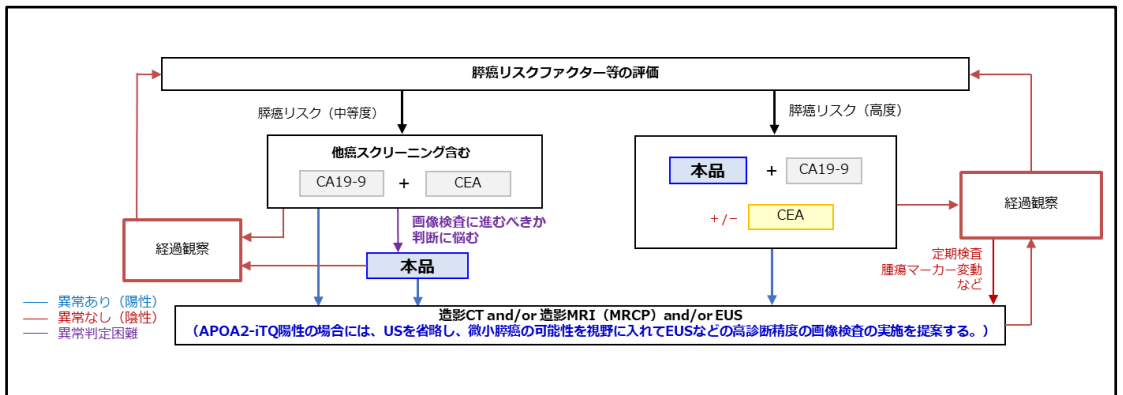 膵癌リスクファクター等の評価
膵癌リスク（中等度）
膵癌リスク（高度）
他癌スクリーニング含む
CA19-9 + CEA
本品 + CA19-9
+/− CEA
画像検査に進むべきか
判断に悩む
経過観察
本品
経過観察
定期検査
腫瘍マーカー変動
など
異常あり（陽性）
異常なし（陰性）
異常判定困難
造影CT and/or 造影MRI（MRCP）and/or EUS
（APOA2-iTQ陽性の場合には、USを省略し、微小膵癌の可能性を視野に入れてEUSなどの高診断精度の画像検査の実施を提案する。）